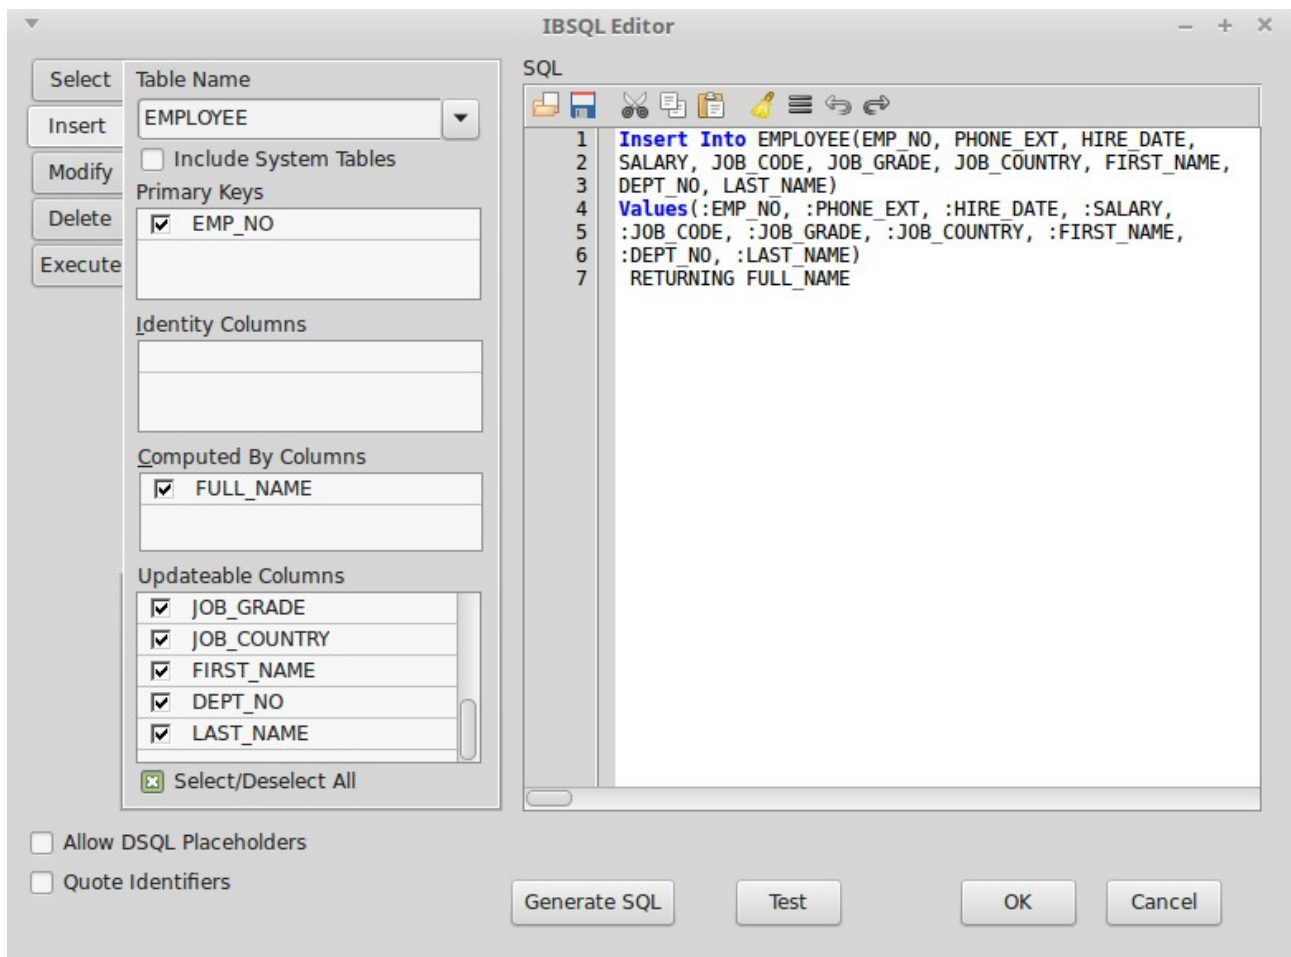 IBSQL Editor
Select
Insert
Modify
Delete
Execute
Table Name
EMPLOYEE
Include System Tables
Primary Keys
EMP_NO
Identity Columns
Computed By Columns
FULL_NAME
Updateable Columns
JOB_GRADE
JOB_COUNTRY
FIRST_NAME
DEPT_NO
LAST_NAME
Select/Deselect All
SQL
1 Insert Into EMPLOYEE(EMP_NO, PHONE_EXT, HIRE_DATE,
2 SALARY, JOB_CODE, JOB_GRADE, JOB_COUNTRY, FIRST_NAME,
3 DEPT_NO, LAST_NAME)
4 Values(:EMP_NO, :PHONE_EXT, :HIRE_DATE, :SALARY,
5 :JOB_CODE, :JOB_GRADE, :JOB_COUNTRY, :FIRST_NAME,
6 :DEPT_NO, :LAST_NAME)
7 RETURNING FULL_NAME
Allow DSQL Placeholders
Quote Identifiers
Generate SQL
Test
OK
Cancel